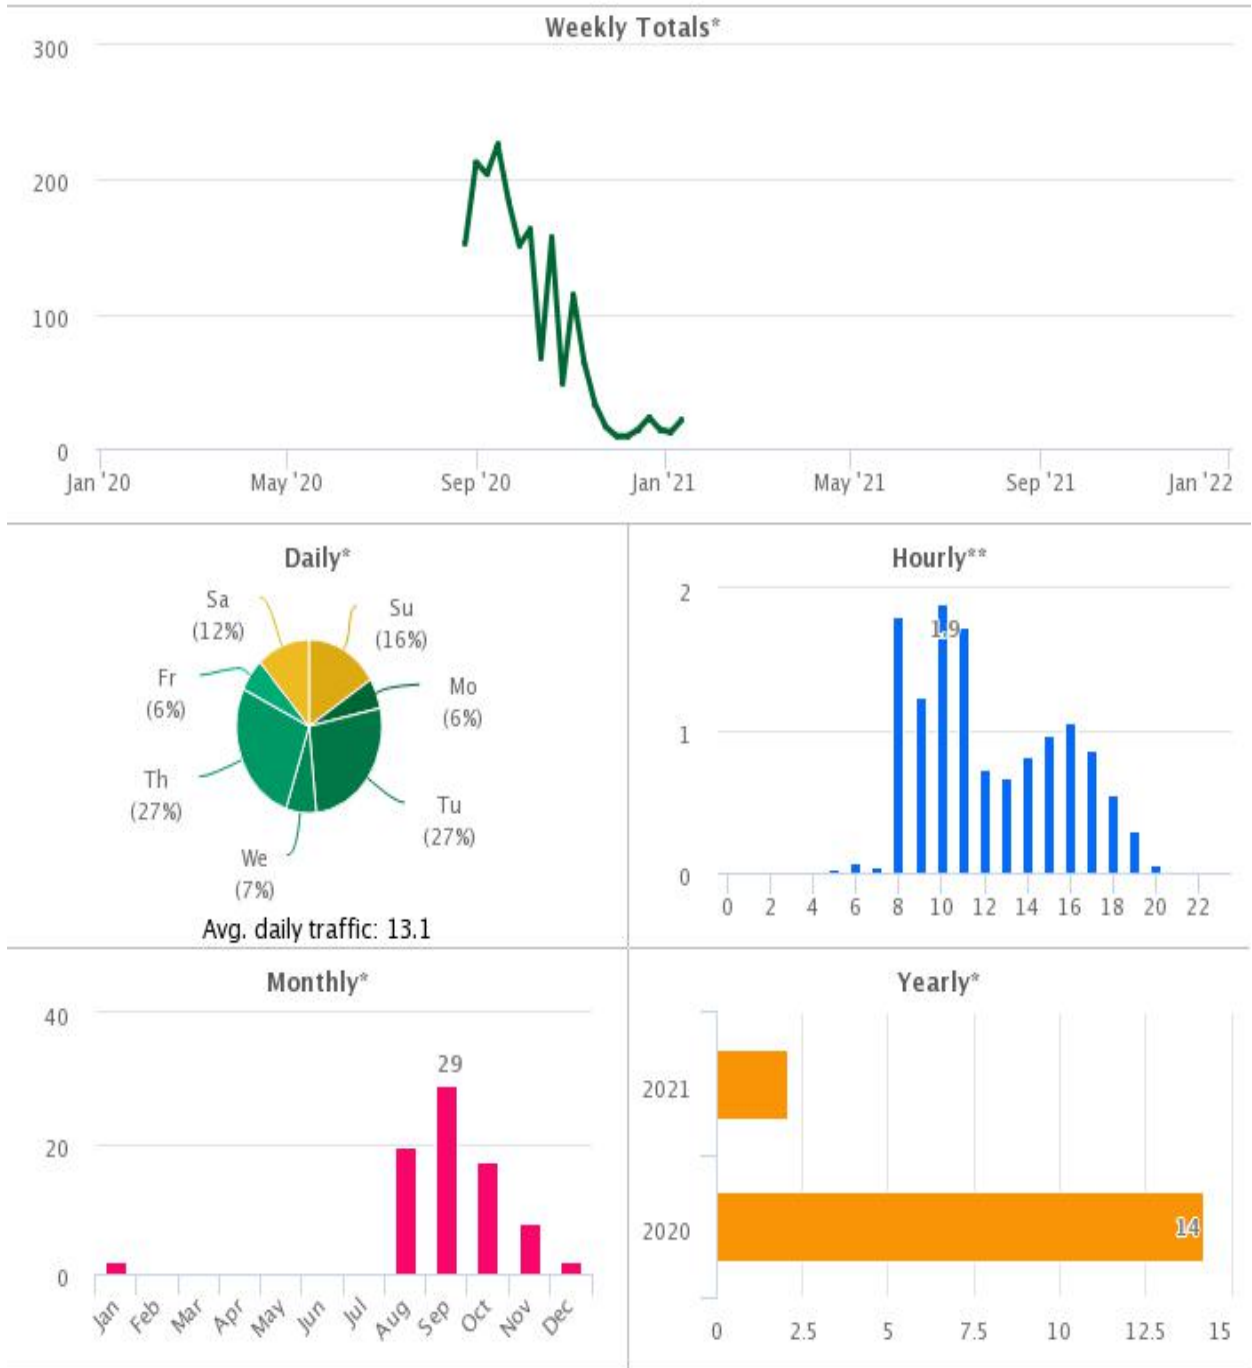 Weekly Totals*
300
200
100
0
Jan '20 May '20 Sep '20 Jan '21 May '21 Sep '21 Jan '22
Daily*
Sa
(12%)
Su
(16%)
Fr
(6%)
Mo
(6%)
Th
(27%)
Tu
(27%)
We
(7%)
Avg. daily traffic: 13.1
Hourly**
2
1.9
1
0
0 2 4 6 8 10 12 14 16 18 20 22
Monthly*
40
29
20
0
Jan Feb Mar Apr May Jun Jul Aug Sep Oct Nov Dec
Yearly*
2021
2020
14
0 2.5 5 7.5 10 12.5 15